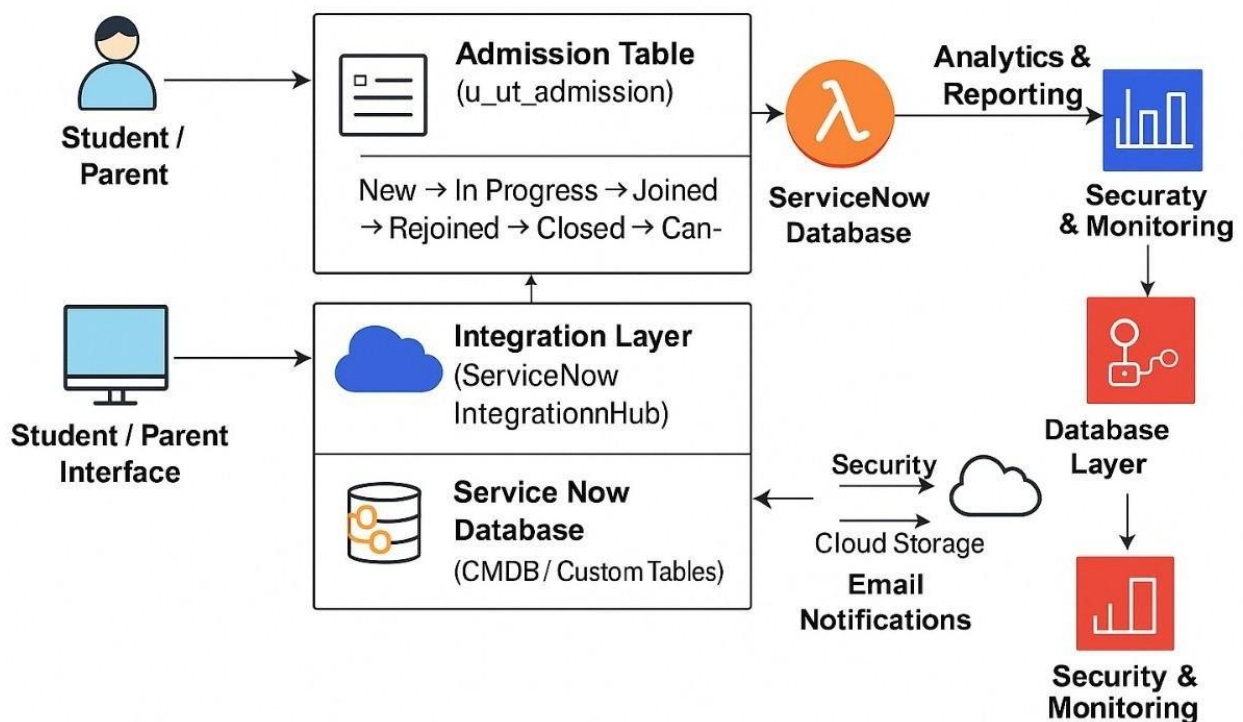 Student /
Parent
Admission Table
(u_ut_admission)
New → In Progress → Joined
→ Rejoined → Closed → Can-
ServiceNow
Database
Analytics &
Reporting
Securaty
& Monitoring
Student / Parent
Interface
Integration Layer
(ServiceNow
IntegrationnHub)
Service Now
Database
(CMDB / Custom Tables)
Security
Cloud Storage
Email
Notifications
Database
Layer
Security &
Monitoring